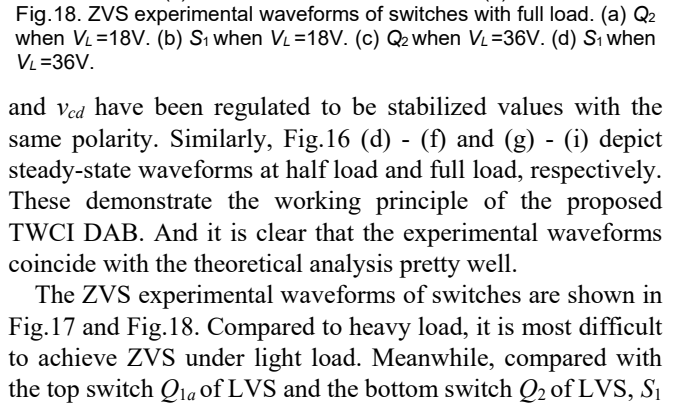 Fig.18. ZVS experimental waveforms of switches with full load. (a) Q2
when VL=18V. (b) S1 when VL=18V. (c) Q2 when VL=36V. (d) S1 when
VL=36V.
and vcd have been regulated to be stabilized values with the
same polarity. Similarly, Fig.16 (d) - (f) and (g) - (i) depict
steady-state waveforms at half load and full load, respectively.
These demonstrate the working principle of the proposed
TWCI DAB. And it is clear that the experimental waveforms
coincide with the theoretical analysis pretty well.
The ZVS experimental waveforms of switches are shown in
Fig.17 and Fig.18. Compared to heavy load, it is most difficult
to achieve ZVS under light load. Meanwhile, compared with
the top switch Q1a of LVS and the bottom switch Q2 of LVS, S1